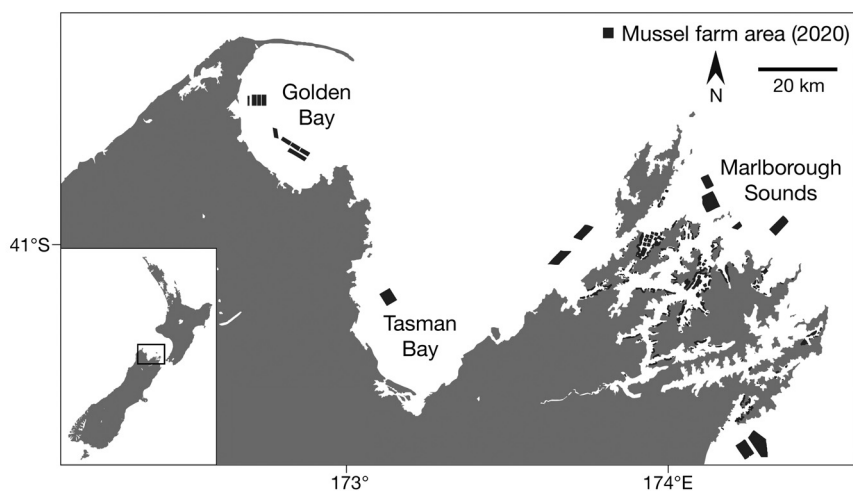 Mussel farm area (2020)
20 km
N
Golden
Bay
Marlborough
Sounds
41°S
Tasman
Bay
173°
174°E